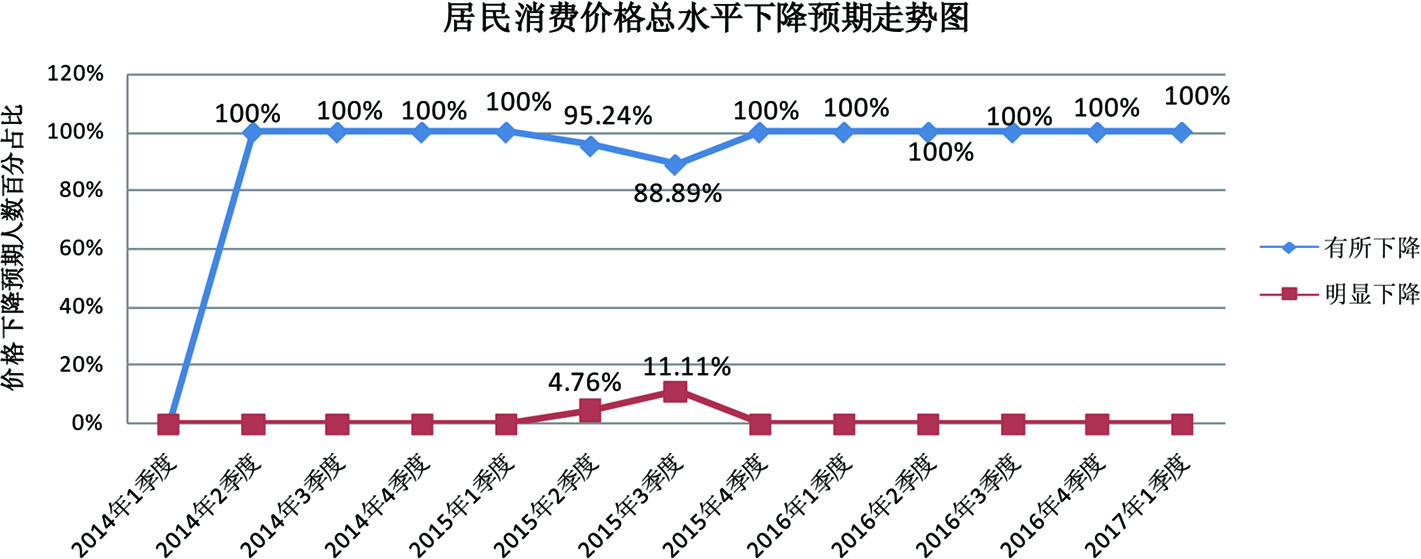 居民消费价格总水平下降预期走势图
价格下降预期人数百分占比
120%
100%
80%
60%
40%
20%
0%
100%
100%
100%
100%
95.24%
88.89%
100%
100%
100%
100%
100%
100%
4.76%
11.11%
有所下降
明显下降
2014年1季度
2014年2季度
2014年3季度
2014年4季度
2015年1季度
2015年2季度
2015年3季度
2015年4季度
2016年1季度
2016年2季度
2016年3季度
2016年4季度
2017年1季度